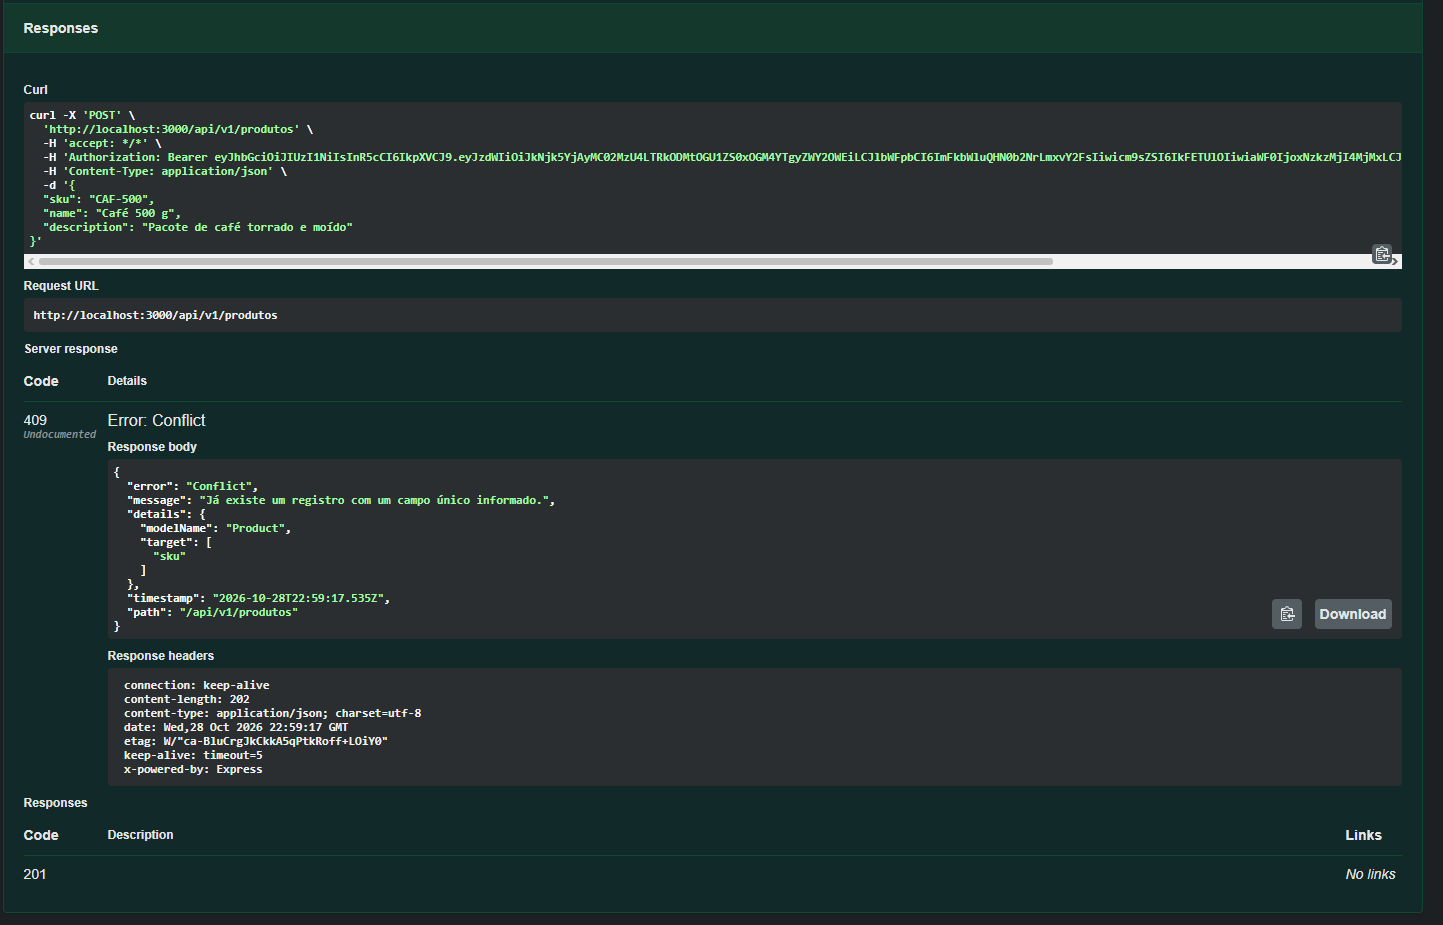 Responses
Curl
curl -X 'POST' \
'http://localhost:3000/api/v1/produtos' \
-H 'accept: */*' \
-H 'Authorization: Bearer eyJhbGciOiJIUzI1NiIsInR5cCI6IkpXVCJ9.eyJzdWIiOiJkNjk5YjAyMC02MzU4LTRkODMtOGU1ZS0xOGM4YTgyZWY2OWEiLCJlbWFpbCI6ImFkbWluQHN0b2NrLmxvY2FsIiwicm9sZSI6IkFETUlOIiwiaWF0IjoxNzkzMjI4MjMxLCJ
-H 'Content-Type: application/json' \
-d '{
"sku": "CAF-500",
"name": "Café 500 g",
"description": "Pacote de café torrado e moído"
}'
Request URL
http://localhost:3000/api/v1/produtos
Server response
Code Details
409 Error: Conflict
Undocumented
Response body
{
"error": "Conflict",
"message": "Já existe um registro com um campo único informado.",
"details": {
"modelName": "Product",
"target": [
"sku"
]
},
"timestamp": "2026-10-28T22:59:17.535Z",
"path": "/api/v1/produtos"
}
Download
Response headers
connection: keep-alive
content-length: 202
content-type: application/json; charset=utf-8
date: Wed,28 Oct 2026 22:59:17 GMT
etag: W/"ca-BluCrgJkCkkA5qPtkRoff+LOiY0"
keep-alive: timeout=5
x-powered-by: Express
Responses
Code Description Links
201 No links